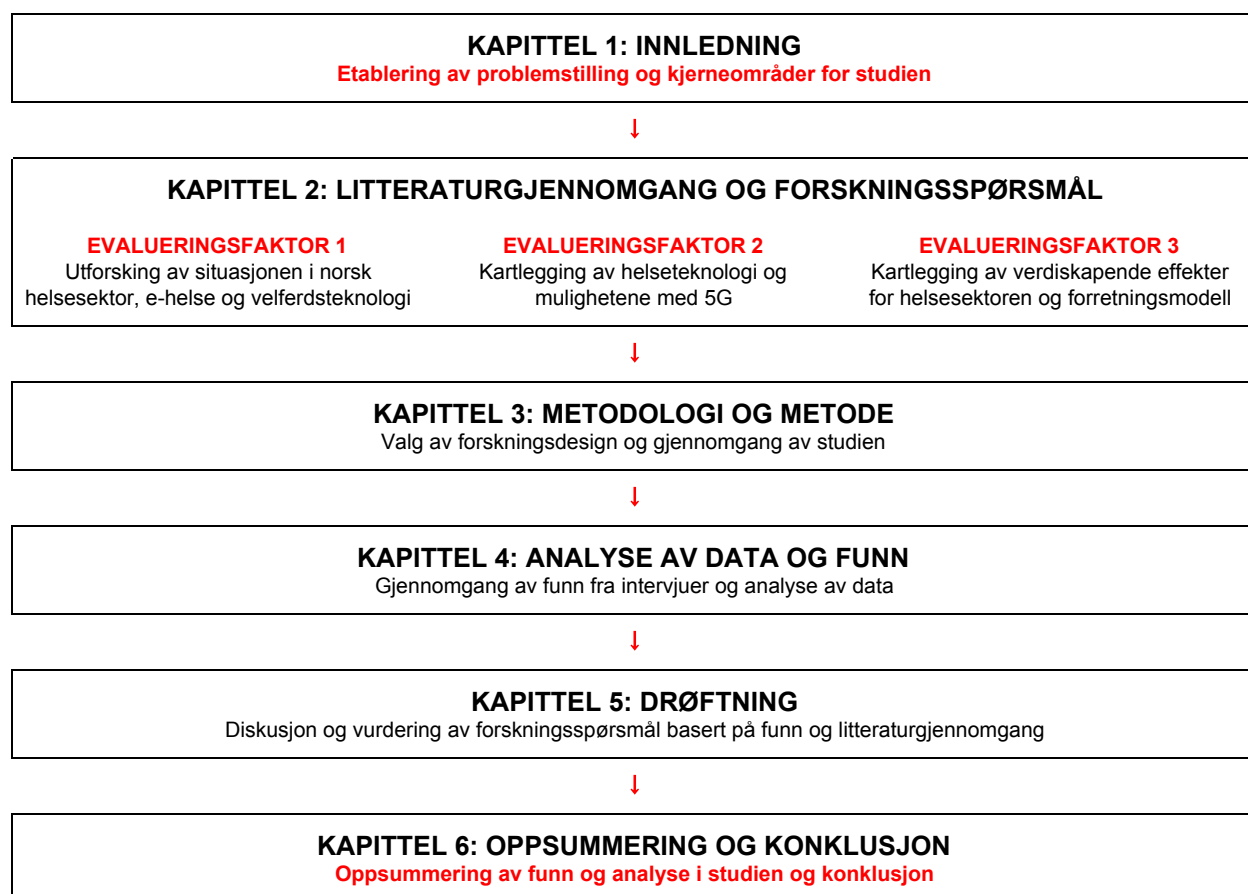 KAPITTEL 1: INNLEDNING
Etablering av problemstilling og kjerneområder for studien
↓
KAPITTEL 2: LITTERATURGJENNOMGANG OG FORSKNINGSSPØRSMÅL
EVALUERINGSFAKTOR 1
Utforsking av situasjonen i norsk
helsesektor, e-helse og velferdsteknologi
EVALUERINGSFAKTOR 2
Kartlegging av helseteknologi og
mulighetene med 5G
EVALUERINGSFAKTOR 3
Kartlegging av verdiskapende effekter
for helsesektoren og forretningsmodell
↓
KAPITTEL 3: METODOLOGI OG METODE
Valg av forskningsdesign og gjennomgang av studien
↓
KAPITTEL 4: ANALYSE AV DATA OG FUNN
Gjennomgang av funn fra intervjuer og analyse av data
↓
KAPITTEL 5: DRØFTNING
Diskusjon og vurdering av forskningsspørsmål basert på funn og litteraturgjennomgang
↓
KAPITTEL 6: OPPSUMMERING OG KONKLUSJON
Oppsummering av funn og analyse i studien og konklusjon